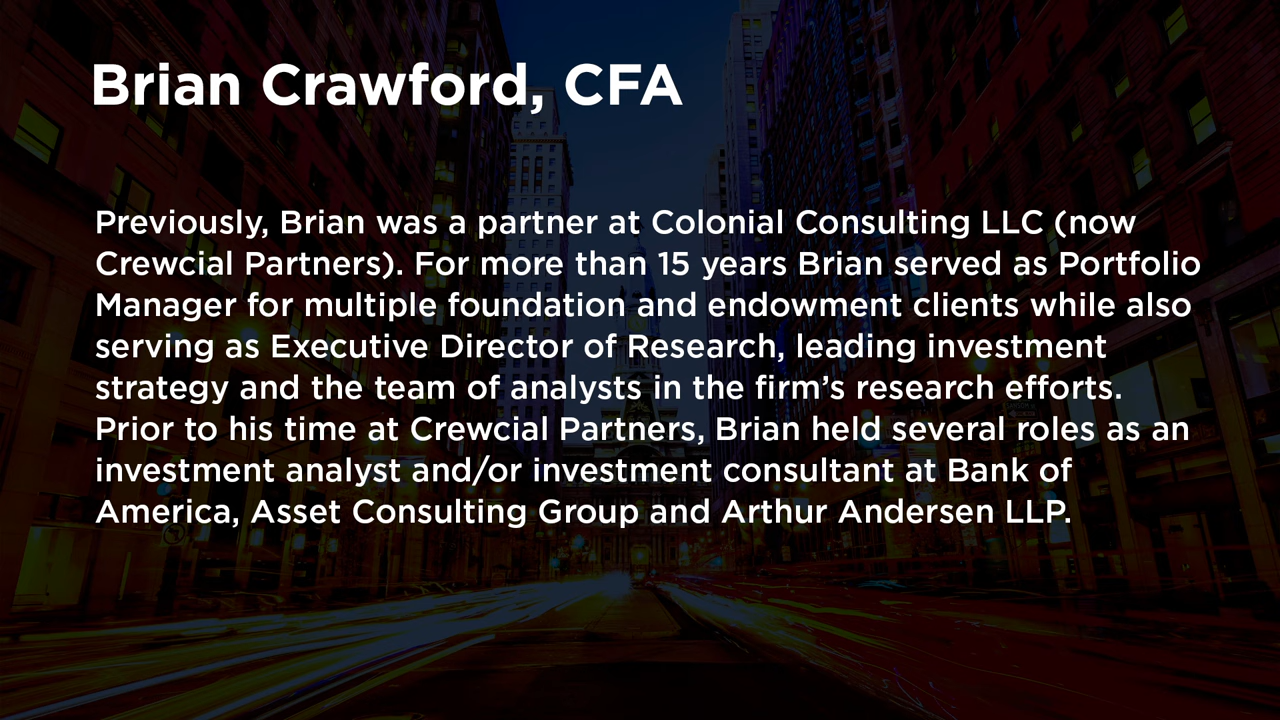 Brian Crawford, CFA
Previously, Brian was a partner at Colonial Consulting LLC (now
Crewcial Partners). For more than 15 years Brian served as Portfolio
Manager for multiple foundation and endowment clients while also
serving as Executive Director of Research, leading investment
strategy and the team of analysts in the firm’s research efforts.
Prior to his time at Crewcial Partners, Brian held several roles as an
investment analyst and/or investment consultant at Bank of
America, Asset Consulting Group and Arthur Andersen LLP.